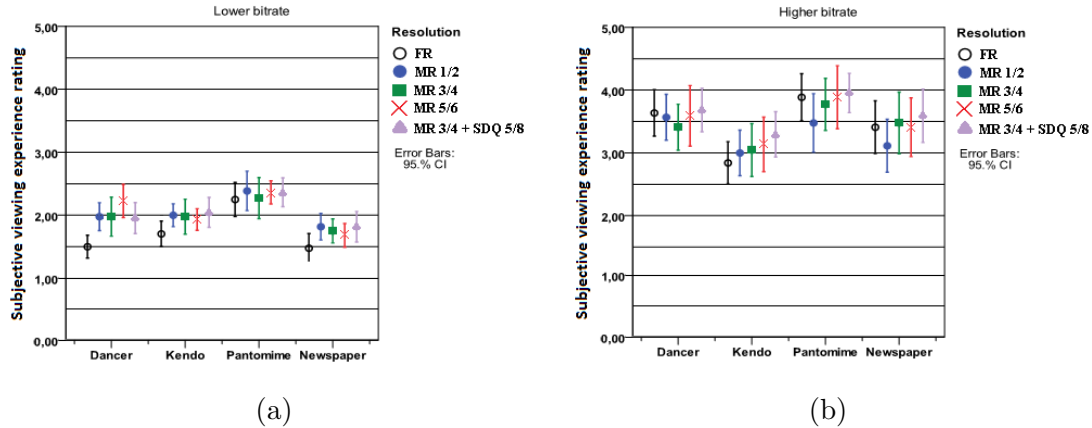 Lower bitrate
Subjective viewing experience rating
5,00
4,00
3,00
2,00
1,00
0,00
Dancer Kendo Pantomime Newspaper
Resolution
FR
MR 1/2
MR 3/4
MR 5/6
MR 3/4 + SDQ 5/8
Error Bars:
95.% CI
(a)
Higher bitrate
Subjective viewing experience rating
5,00
4,00
3,00
2,00
1,00
0,00
Dancer Kendo Pantomime Newspaper
Resolution
FR
MR 1/2
MR 3/4
MR 5/6
MR 3/4 + SDQ 5/8
Error Bars:
95.% CI
(b)